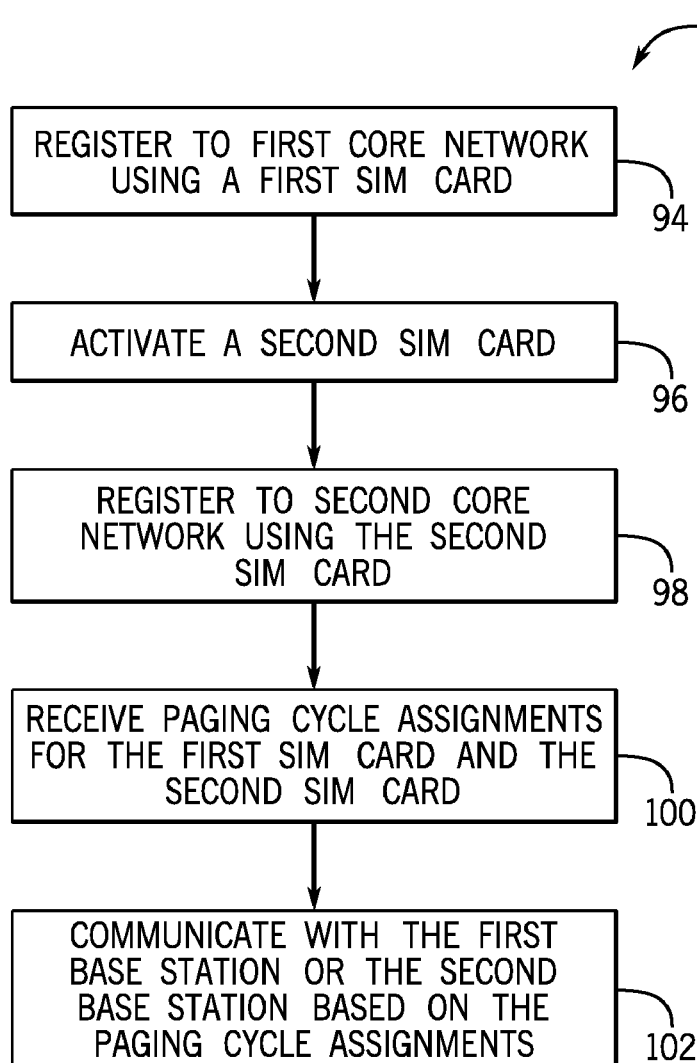 REGISTER TO FIRST CORE NETWORK
USING A FIRST SIM CARD
94
ACTIVATE A SECOND SIM CARD
96
REGISTER TO SECOND CORE
NETWORK USING THE SECOND
SIM CARD
98
RECEIVE PAGING CYCLE ASSIGNMENTS
FOR THE FIRST SIM CARD AND THE
SECOND SIM CARD
100
COMMUNICATE WITH THE FIRST
BASE STATION OR THE SECOND
BASE STATION BASED ON THE
PAGING CYCLE ASSIGNMENTS
102